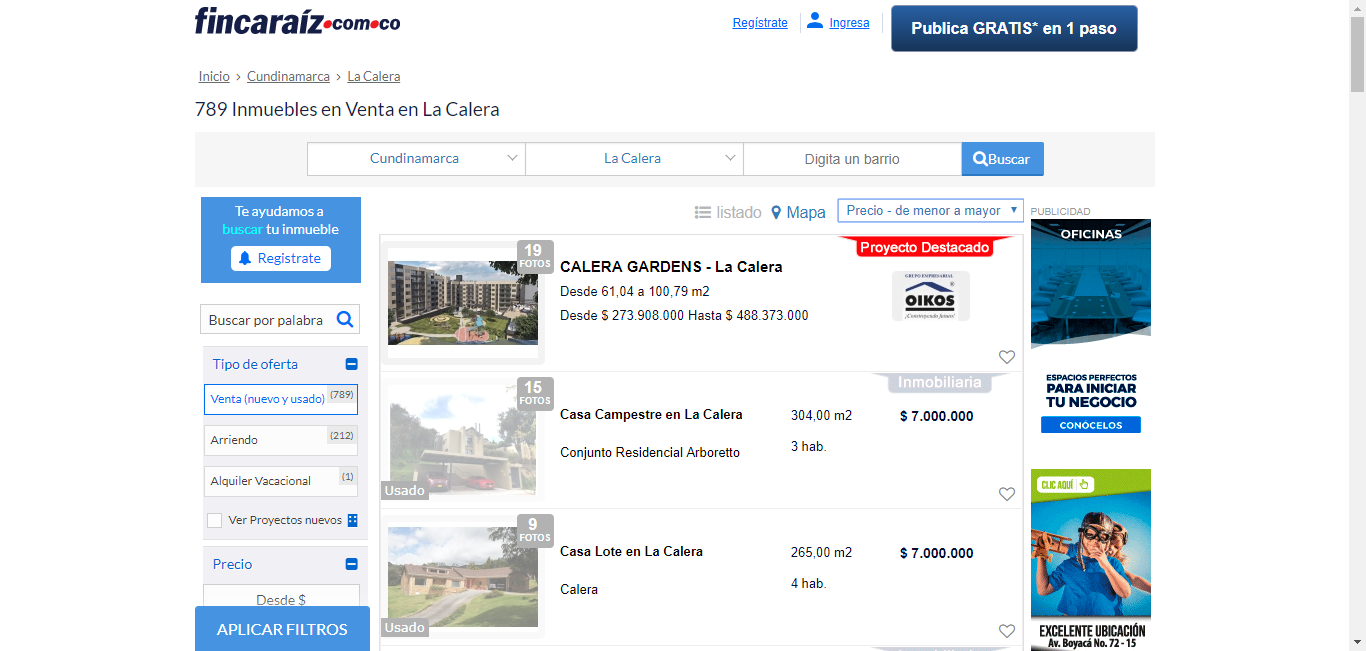 fincaraíz.com.co
Regístrate
Ingresa
Publica GRATIS* en 1 paso
Inicio › Cundinamarca › La Calera
789 Inmuebles en Venta en La Calera
Cundinamarca
La Calera
Digita un barrio
Buscar
Te ayudamos a
buscar tu inmueble
Registrate
listado
Mapa
Precio - de menor a mayor
PUBLICIDAD
Buscar por palabra
Tipo de oferta
Venta (nuevo y usado) (789)
Arriendo (212)
Alquiler Vacacional (1)
Ver Proyectos nuevos
Precio
Desde $
APLICAR FILTROS
19
FOTOS
CALERA GARDENS - La Calera
Desde 61,04 a 100,79 m2
Desde $ 273.908.000 Hasta $ 488.373.000
Proyecto Destacado
GRUPO EMPRESARIAL
OIKOS
¡Construyendo futuro!
15
FOTOS
Usado
Casa Campestre en La Calera
Conjunto Residencial Arboretto
304,00 m2
3 hab.
Inmobiliaria
$ 7.000.000
9
FOTOS
Usado
Casa Lote en La Calera
Calera
265,00 m2
4 hab.
$ 7.000.000
OFICINAS
ESPACIOS PERFECTOS
PARA INICIAR
TU NEGOCIO
CONÓCELOS
CLIC AQUÍ
EXCELENTE UBICACIÓN
Av. Boyacá No. 72 - 15